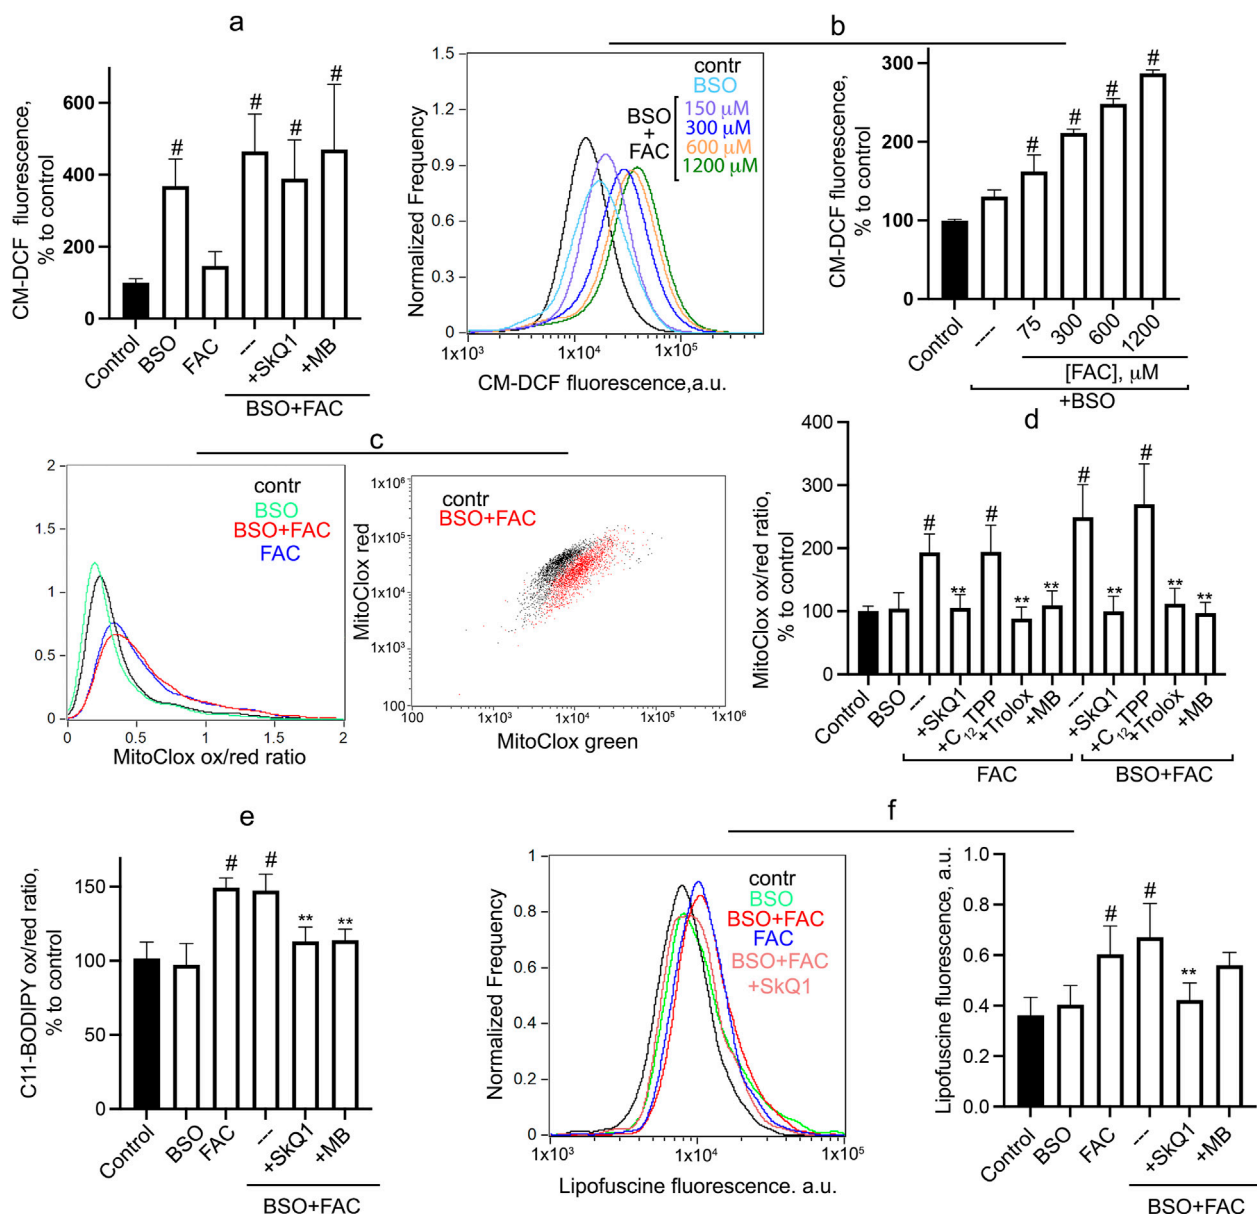 a
CM-DCF fluorescence,
% to control
600
400
200
0
#
#
#
#
Control
BSO
FAC
---
+SkQ1
+MB
BSO+FAC
b
Normalized Frequency
1.5
1.2
0.9
0.6
0.3
0
contr
BSO
BSO
+
FAC
150 μM
300 μM
600 μM
1200 μM
1x10³
1x10⁴
1x10⁵
CM-DCF fluorescence,a.u.
CM-DCF fluorescence,
% to control
300
200
100
0
#
#
#
#
Control
----
75
300
600
1200
[FAC], μM
+BSO
c
2
1.5
1
0.5
0
contr
BSO
BSO+FAC
FAC
0
0.5
1
1.5
2
MitoClox ox/red ratio
MitoClox red
1x10⁶
1x10⁵
1x10⁴
1x10³
100
contr
BSO+FAC
100
1x10³
1x10⁴
1x10⁵
1x10⁶
MitoClox green
d
MitoClox ox/red ratio,
% to control
400
300
200
100
0
#
**
#
**
**
#
**
#
**
**
Control
BSO
---
+SkQ1
+C₁₂TPP
+Trolox
+MB
---
+SkQ1
+C₁₂TPP
+Trolox
+MB
FAC
BSO+FAC
e
C11-BODIPY ox/red ratio,
% to control
150
100
50
0
#
#
**
**
Control
BSO
FAC
---
+SkQ1
+MB
BSO+FAC
f
Normalized Frequency
1
0.8
0.6
0.4
0.2
0
contr
BSO
BSO+FAC
FAC
BSO+FAC
+SkQ1
1x10³
1x10⁴
1x10⁵
Lipofuscine fluorescence. a.u.
Lipofuscine fluorescence, a.u.
1.0
0.8
0.6
0.4
0.2
0.0
#
#
**
Control
BSO
FAC
---
+SkQ1
+MB
BSO+FAC